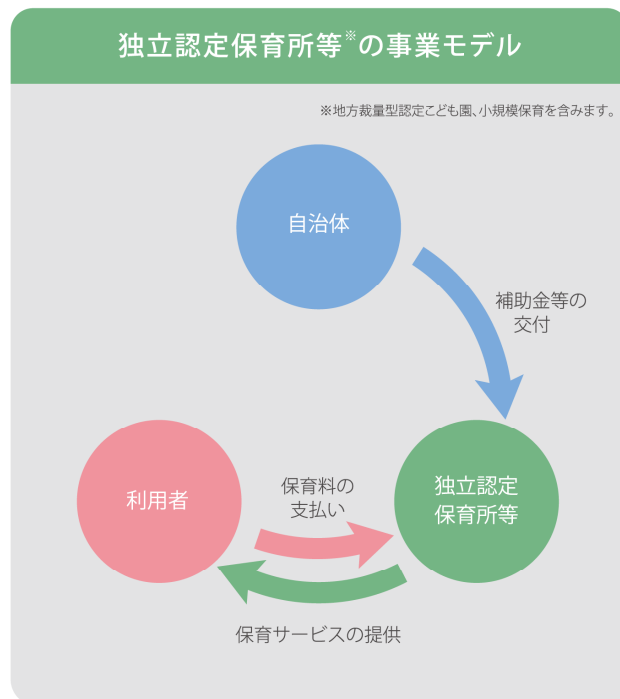 独立認定保育所等※の事業モデル
※地方裁量型認定こども園、小規模保育を含みます。
自治体
補助金等の
交付
利用者
保育料の
支払い
独立認定
保育所等
保育サービスの提供